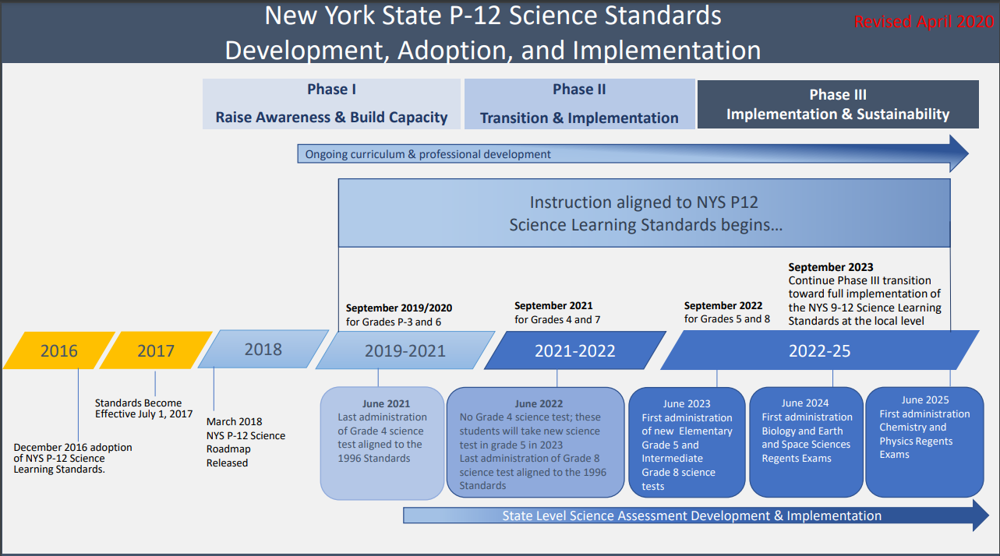 New York State P-12 Science Standards
Development, Adoption, and Implementation
Revised April 2020
Phase I
Raise Awareness & Build Capacity
Phase II
Transition & Implementation
Phase III
Implementation & Sustainability
Ongoing curriculum & professional development
Instruction aligned to NYS P12
Science Learning Standards begins...
September 2019/2020
for Grades P-3 and 6
September 2021
for Grades 4 and 7
September 2022
for Grades 5 and 8
September 2023
Continue Phase III transition
toward full implementation of
the NYS 9-12 Science Learning
Standards at the local level
2016
2017
2018
2019-2021
2021-2022
2022-25
December 2016 adoption
of NYS P-12 Science
Learning Standards.
Standards Become
Effective July 1, 2017
March 2018
NYS P-12 Science
Roadmap
Released
June 2021
Last administration
of Grade 4 science
test aligned to the
1996 Standards
June 2022
No Grade 4 science test; these
students will take new science
test in grade 5 in 2023
Last administration of Grade 8
science test aligned to the 1996
Standards
June 2023
First administration
of new Elementary
Grade 5 and
Intermediate
Grade 8 science
tests
June 2024
First administration
Biology and Earth
and Space Sciences
Regents Exams
June 2025
First administration
Chemistry and
Physics Regents
Exams
State Level Science Assessment Development & Implementation